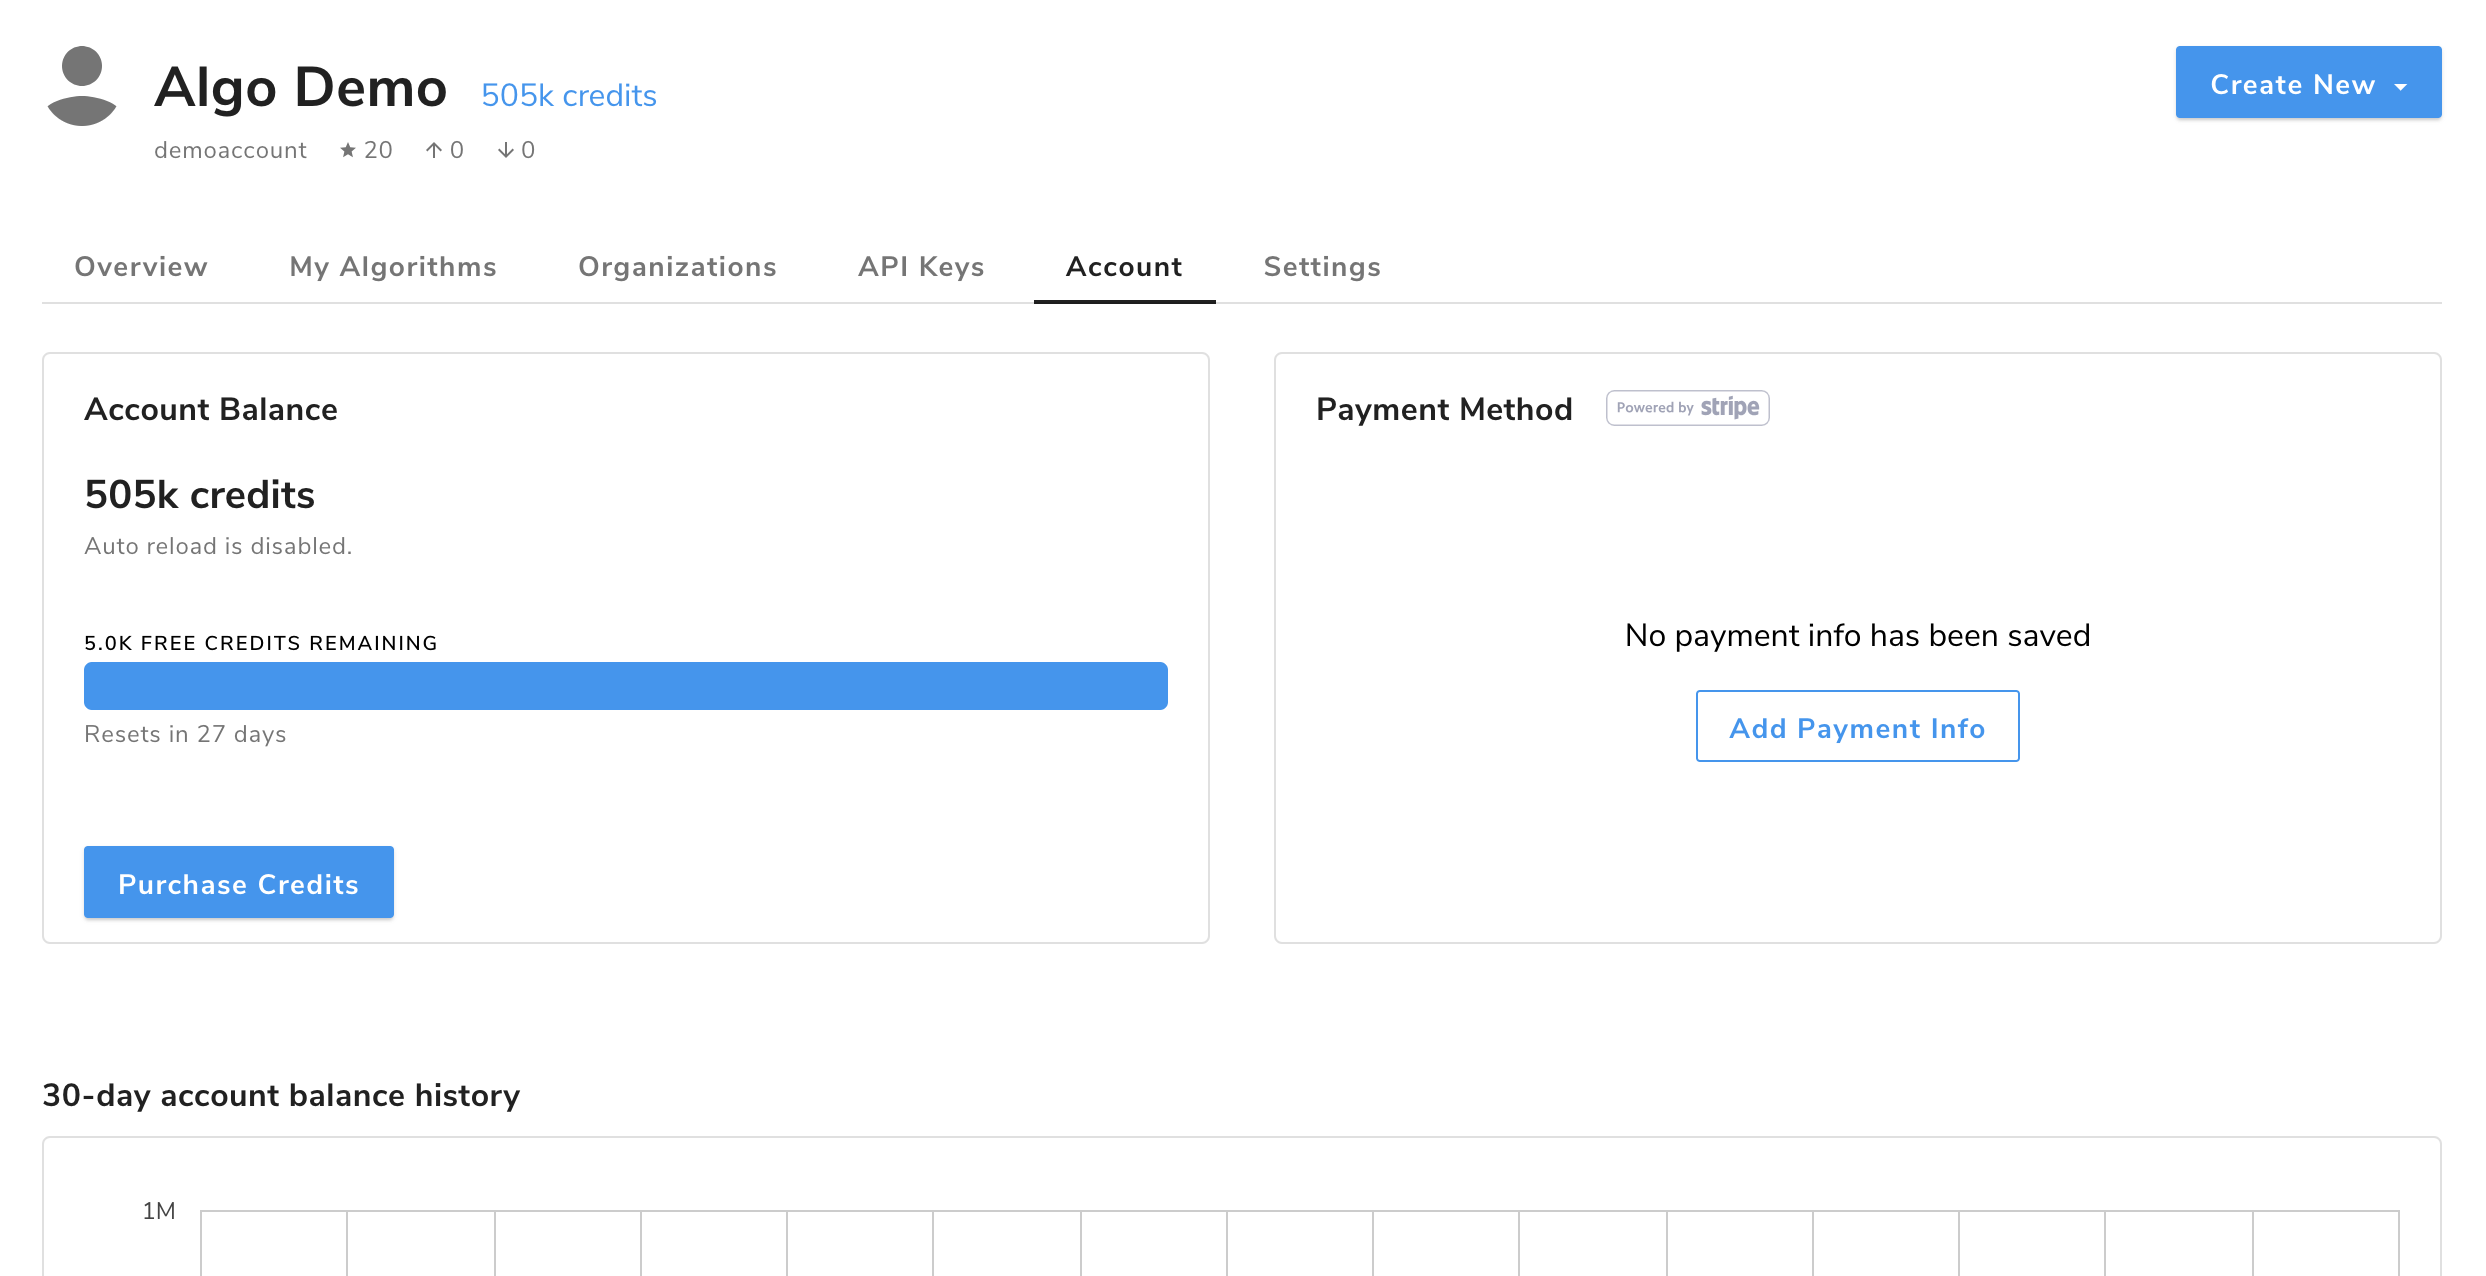 Algo Demo 505k credits
Create New
demoaccount ★ 20 ↑ 0 ↓ 0
Overview My Algorithms Organizations API Keys Account Settings
Account Balance
505k credits
Auto reload is disabled.
5.0K FREE CREDITS REMAINING
Resets in 27 days
Purchase Credits
Payment Method Powered by stripe
No payment info has been saved
Add Payment Info
30-day account balance history
1M